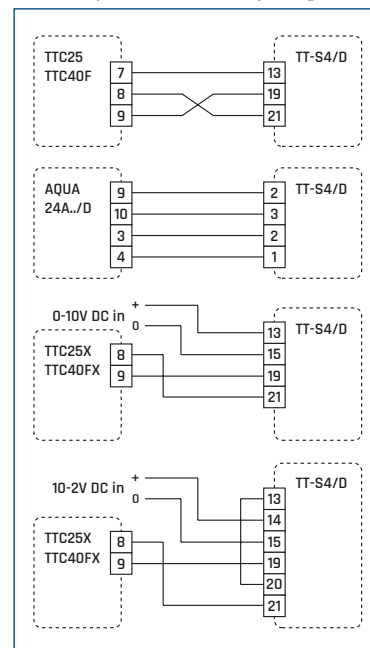 TTC25
TTC40F
7
8
9
13
19
21
TT-S4/D
AQUA
24A../D
9
10
3
4
2
3
2
1
TT-S4/D
0-10V DC in
+
0
TTC25X
TTC40FX
8
9
13
15
19
21
TT-S4/D
10-2V DC in
+
0
TTC25X
TTC40FX
8
9
13
14
15
19
20
21
TT-S4/D